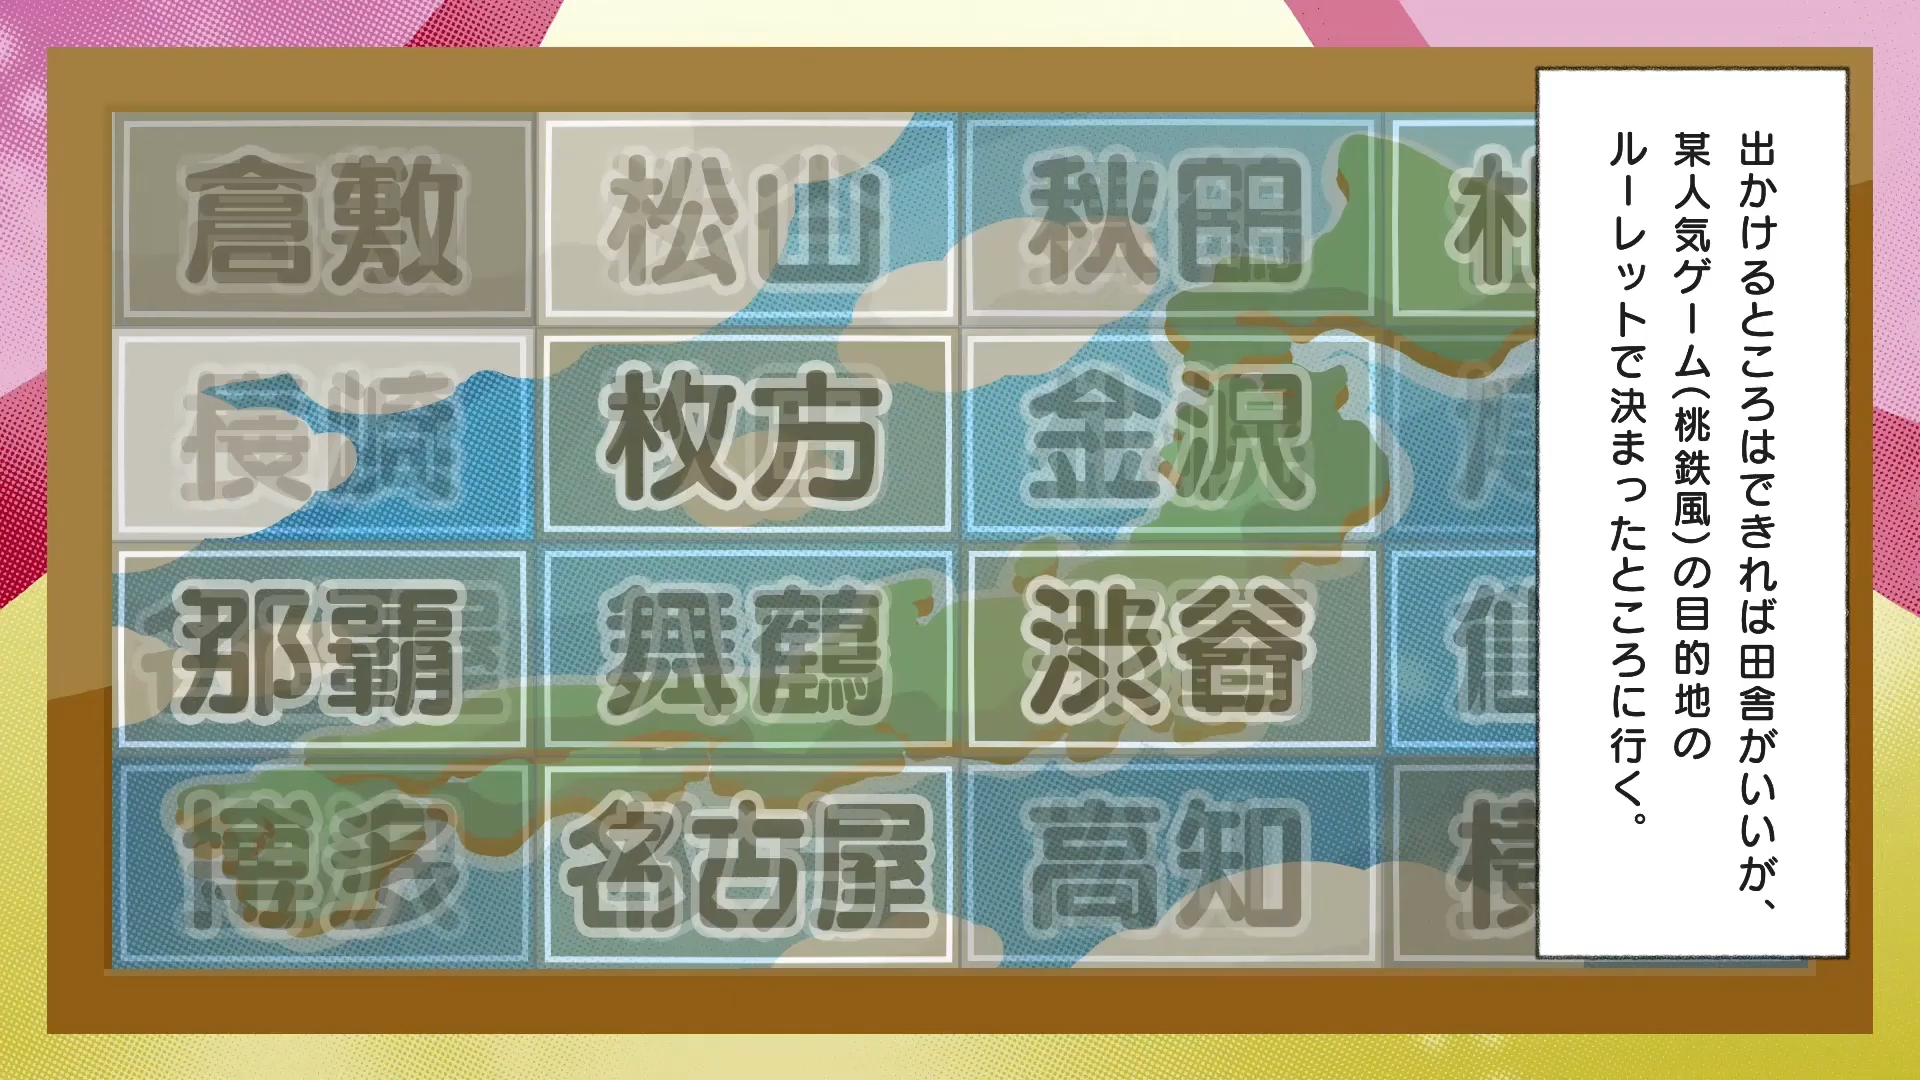 出かけるところはできれば田舎がいいが、
某人気ゲーム(桃鉄風)の目的地の
ルーレットで決まったところに行く。
倉敷
松山
秋
枚方
金沢
那覇
舞鶴
渋谷
博多
名古屋
高知